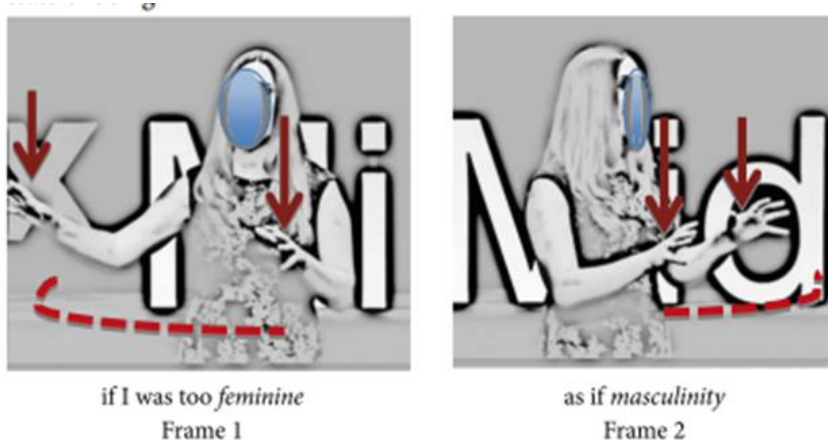 x Mi
Mid
if I was too feminine
as if masculinity
Frame 1
Frame 2